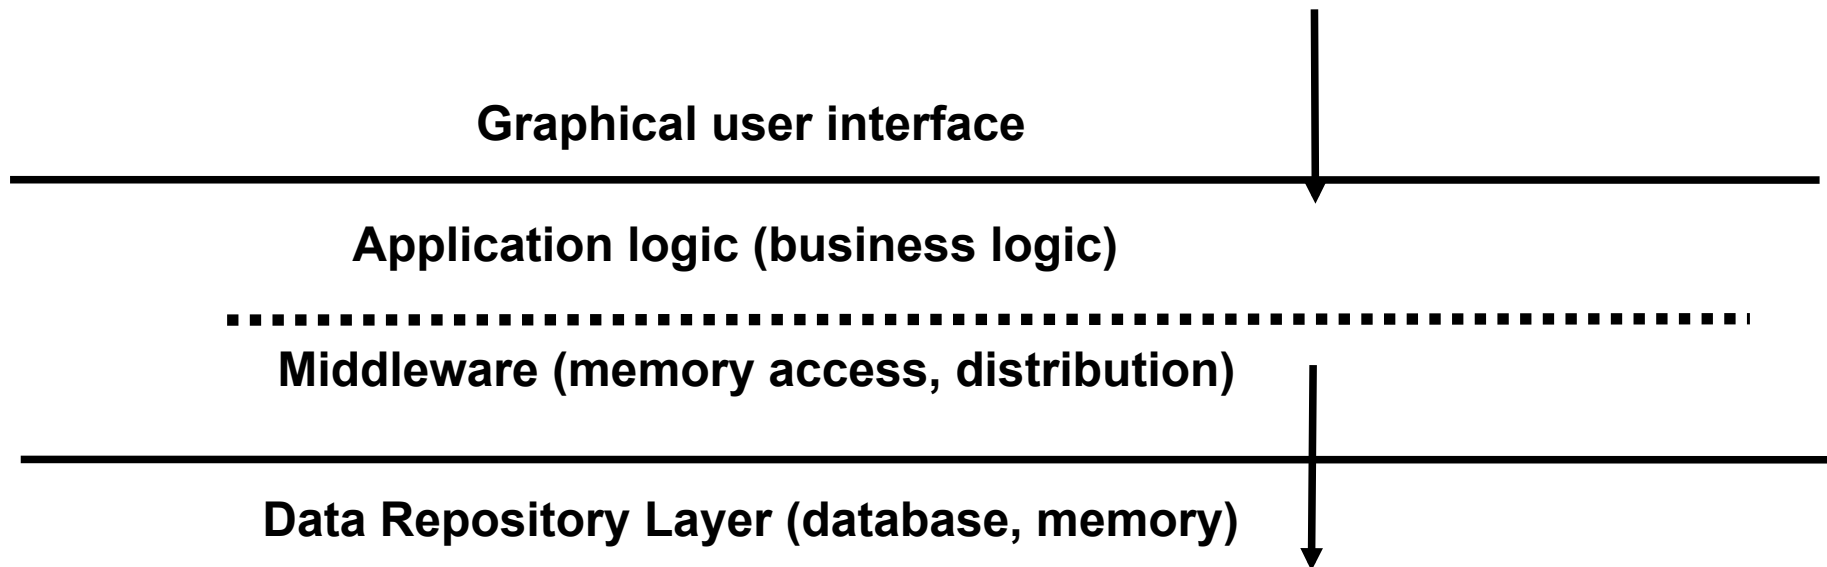 Graphical user interface
Application logic (business logic)
Middleware (memory access, distribution)
Data Repository Layer (database, memory)